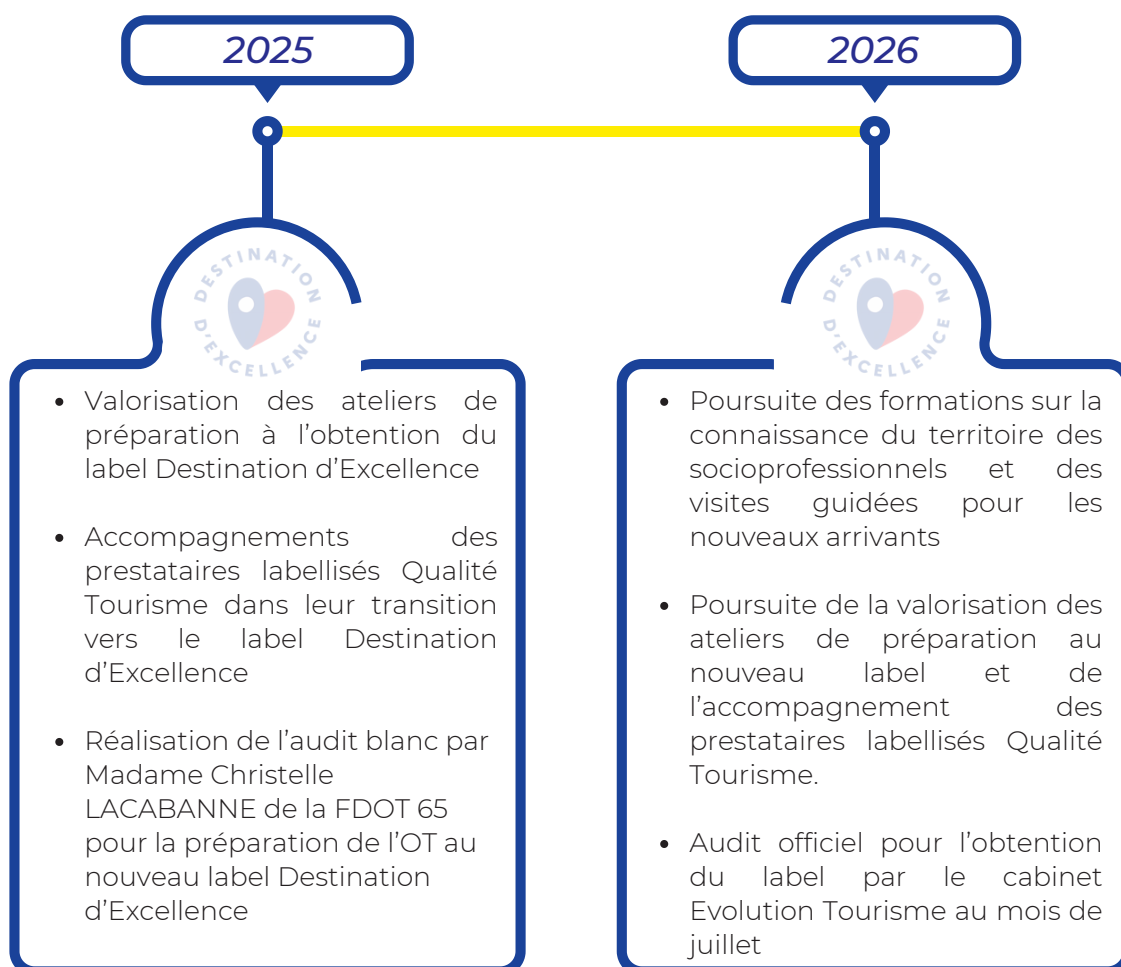 2025
DESTINATION
D'EXCELLENCE
• Valorisation des ateliers de
préparation à l'obtention du
label Destination d'Excellence
• Accompagnements des
prestataires labellisés Qualité
Tourisme dans leur transition
vers le label Destination
d'Excellence
• Réalisation de l'audit blanc par
Madame Christelle
LACABANNE de la FDOT 65
pour la préparation de l'OT au
nouveau label Destination
d'Excellence
2026
DESTINATION
D'EXCELLENCE
• Poursuite des formations sur la
connaissance du territoire des
socioprofessionnels et des
visites guidées pour les
nouveaux arrivants
• Poursuite de la valorisation des
ateliers de préparation au
nouveau label et de
l'accompagnement des
prestataires labellisés Qualité
Tourisme.
• Audit officiel pour l'obtention
du label par le cabinet
Evolution Tourisme au mois de
juillet